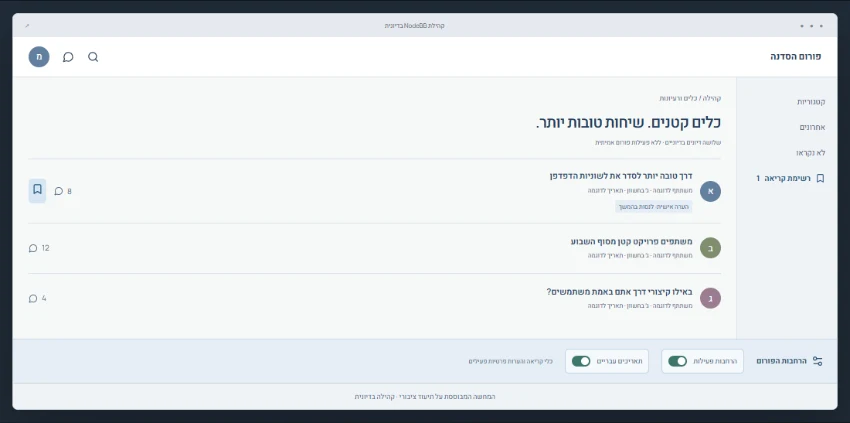 קהילת NodeBB בדיונית
פורום הסדנה
מ
קטגוריות
אחרונים
לא נקראו
רשימת קריאה 1
קהילה / כלים ורעיונות
כלים קטנים. שיחות טובות יותר.
שלושה דיונים בדיוניים · ללא פעילות פורום אמיתית
א
דרך טובה יותר לסדר את לשוניות הדפדפן
משתתף לדוגמה · ג׳ בחשוון · תאריך לדוגמה
הערה אישית: לנסות בהמשך
8
ב
משתפים פרויקט קטן מסוף השבוע
משתתף לדוגמה · ג׳ בחשוון · תאריך לדוגמה
12
ג
באילו קיצורי דרך אתם באמת משתמשים?
משתתף לדוגמה · ג׳ בחשוון · תאריך לדוגמה
4
הרחבות הפורום
הרחבות פעילות
תאריכים עבריים
כלי קריאה והערות פרטיות פעילים
המחשה המבוססת על תיעוד ציבורי · קהילה בדיונית